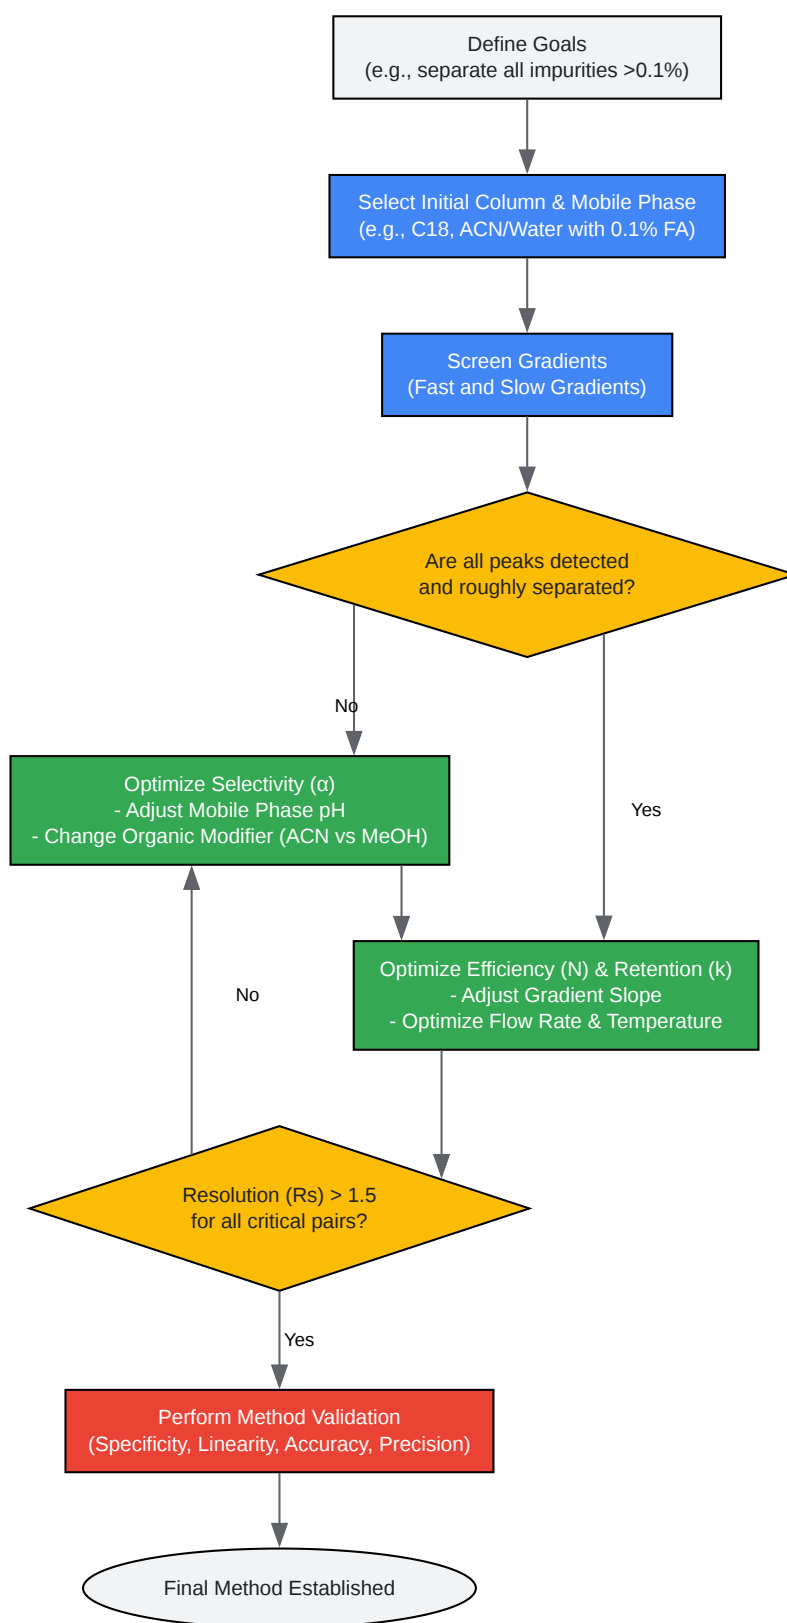 Define Goals
(e.g., separate all impurities >0.1%)
Select Initial Column & Mobile Phase
(e.g., C18, ACN/Water with 0.1% FA)
Screen Gradients
(Fast and Slow Gradients)
Are all peaks detected
and roughly separated?
No
Optimize Selectivity (α)
- Adjust Mobile Phase pH
- Change Organic Modifier (ACN vs MeOH)
Yes
Optimize Efficiency (N) & Retention (k)
- Adjust Gradient Slope
- Optimize Flow Rate & Temperature
No
Resolution (Rs) > 1.5
for all critical pairs?
Yes
Perform Method Validation
(Specificity, Linearity, Accuracy, Precision)
Final Method Established